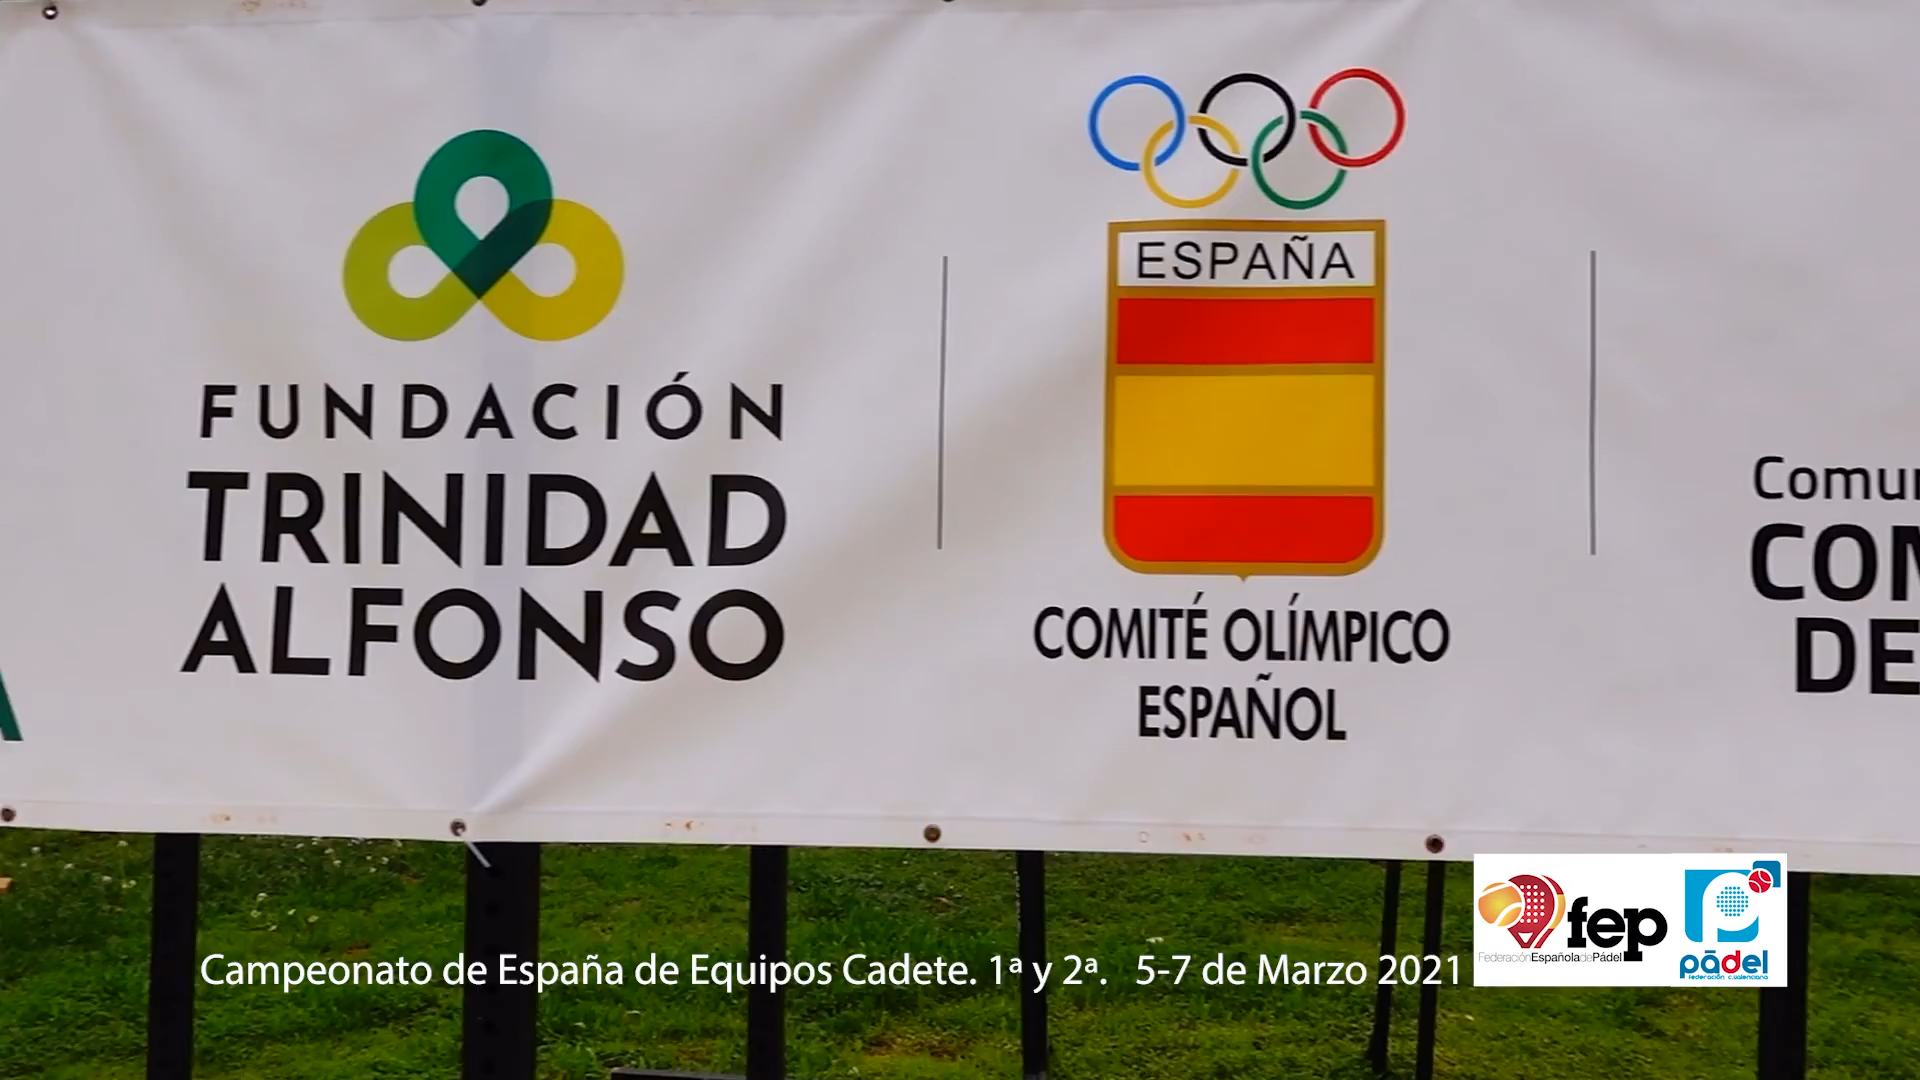 FUNDACIÓN
TRINIDAD
ALFONSO
ESPAÑA
COMITÉ OLÍMPICO
ESPAÑOL
DE
Campeonato de España de Equipos Cadete. 1ª y 2ª. 5-7 de Marzo 2021
fep
FederaciónEspañoladePádel
pādel